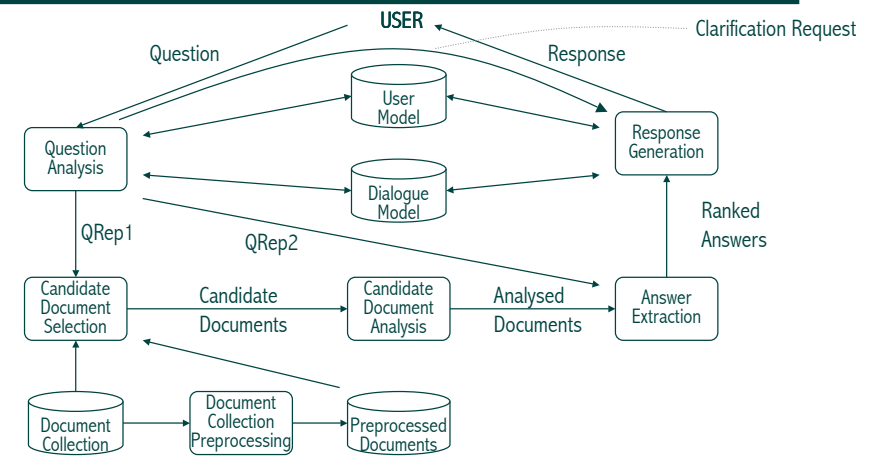 USER
Clarification Request
Question
Response
User
Model
Question
Analysis
Response
Generation
Dialogue
Model
QRep1
QRep2
Ranked
Answers
Candidate
Document
Selection
Candidate
Documents
Candidate
Document
Analysis
Analysed
Documents
Answer
Extraction
Document
Collection
Document
Collection
Preprocessing
Preprocessed
Documents